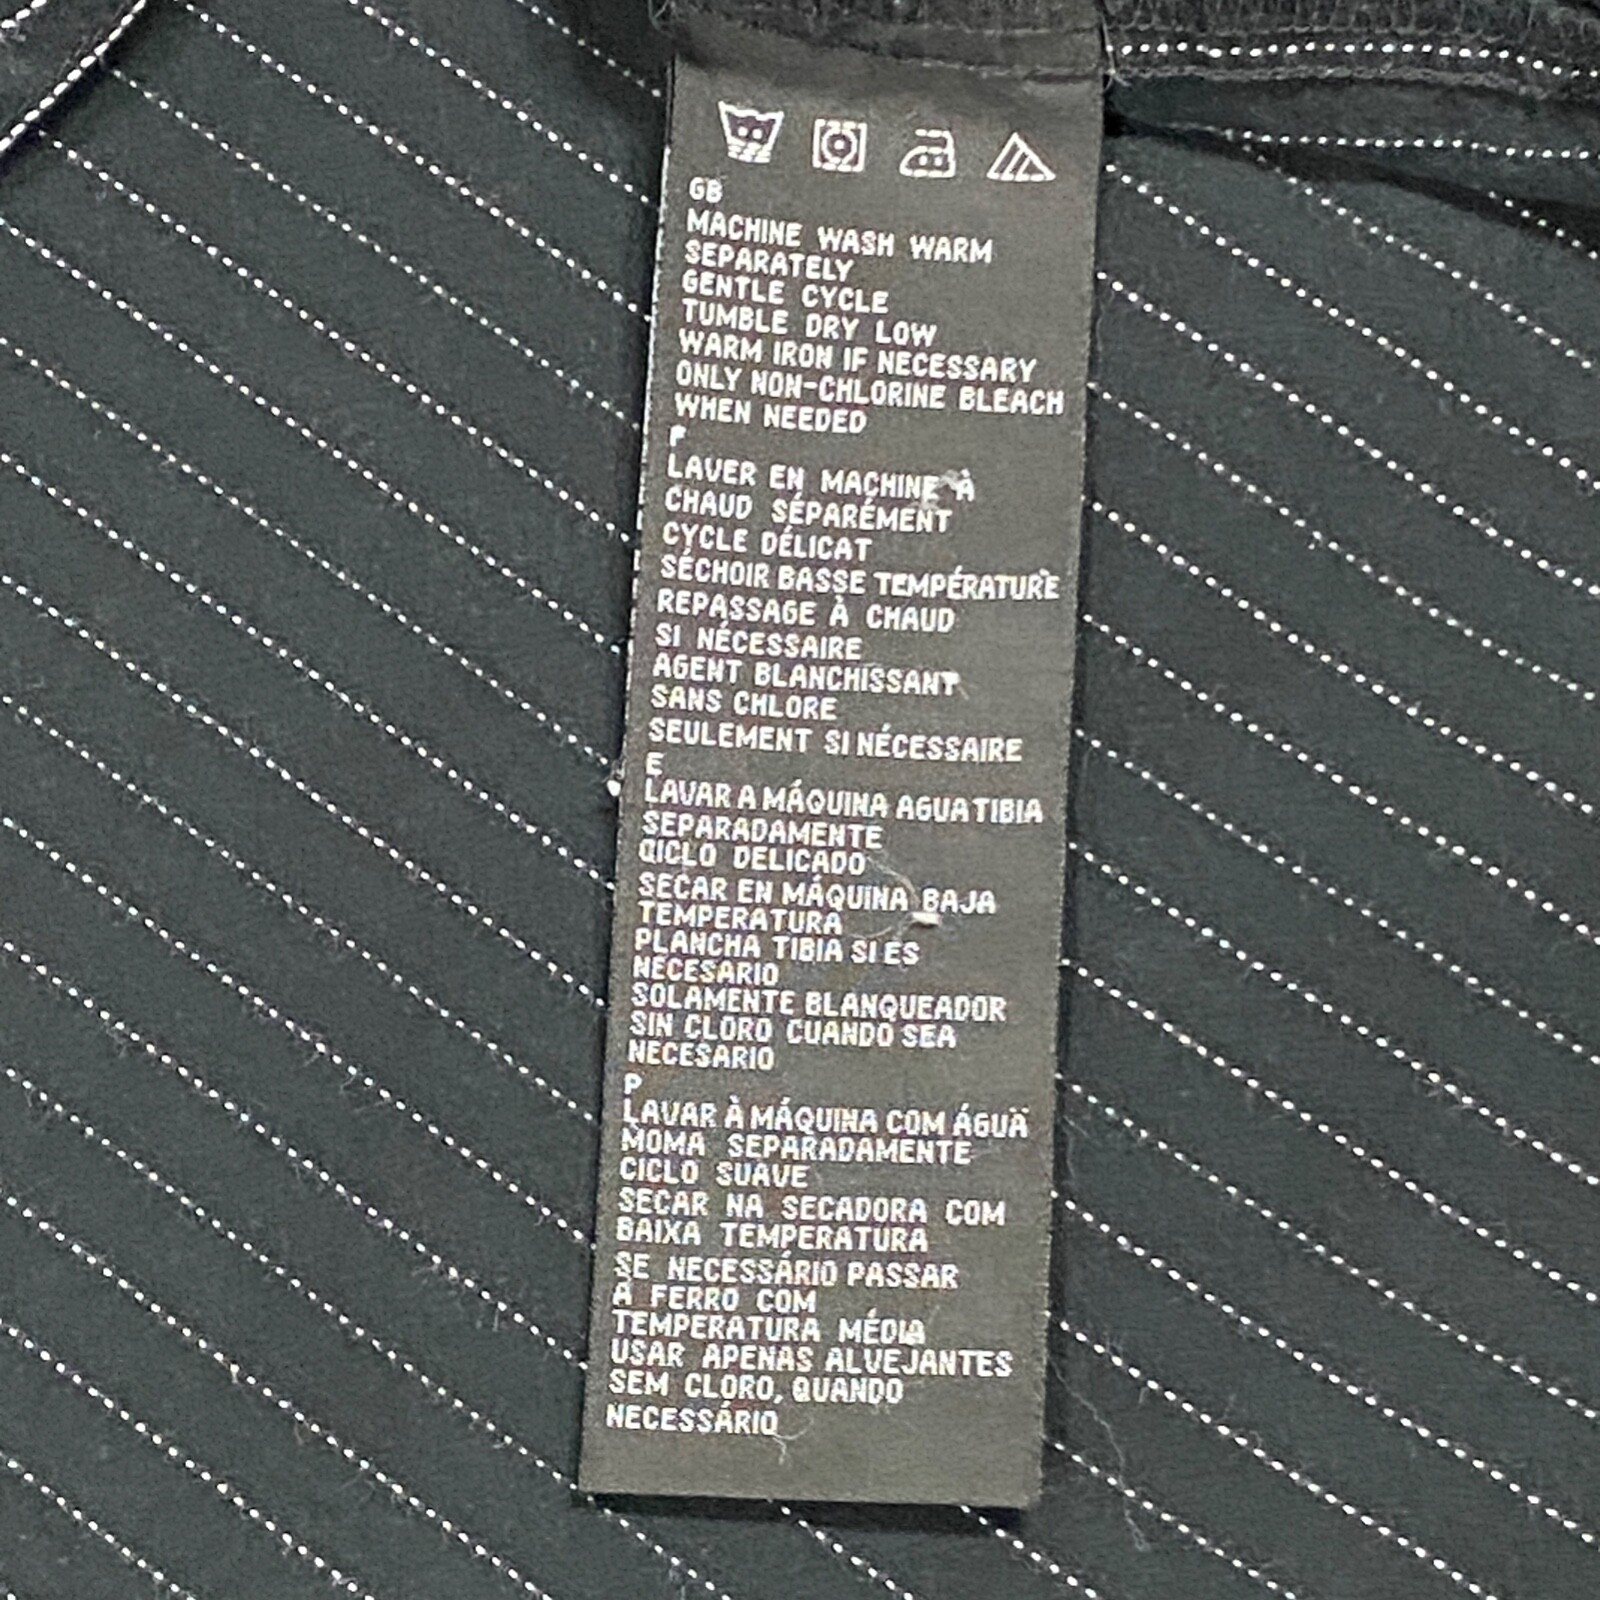 GB
MACHINE WASH WARM
SEPARATELY
GENTLE CYCLE
TUMBLE DRY LOW
WARM IRON IF NECESSARY
ONLY NON-CHLORINE BLEACH
WHEN NEEDED
F
LAVER EN MACHINE À
CHAUD SÉPARÉMENT
CYCLE DÉLICAT
SÉCHOIR BASSE TEMPÉRATURE
REPASSAGE À CHAUD
SI NÉCESSAIRE
AGENT BLANCHISSANT
SANS CHLORE
SEULEMENT SI NÉCESSAIRE
E
LAVAR A MÁQUINA AGUA TIBIA
SEPARADAMENTE
CICLO DELICADO
SECAR EN MÁQUINA BAJA
TEMPERATURA
PLANCHA TIBIA SI ES
NECESARIO
SOLAMENTE BLANQUEADOR
SIN CLORO CUANDO SEA
NECESARIO
P
LAVAR À MÁQUINA COM ÁGUA
MOMA SEPARADAMENTE
CICLO SUAVE
SECAR NA SECADORA COM
BAIXA TEMPERATURA
SE NECESSÁRIO PASSAR
A FERRO COM
TEMPERATURA MÉDIA
USAR APENAS ALVEJANTES
SEM CLORO, QUANDO
NECESSÁRIO